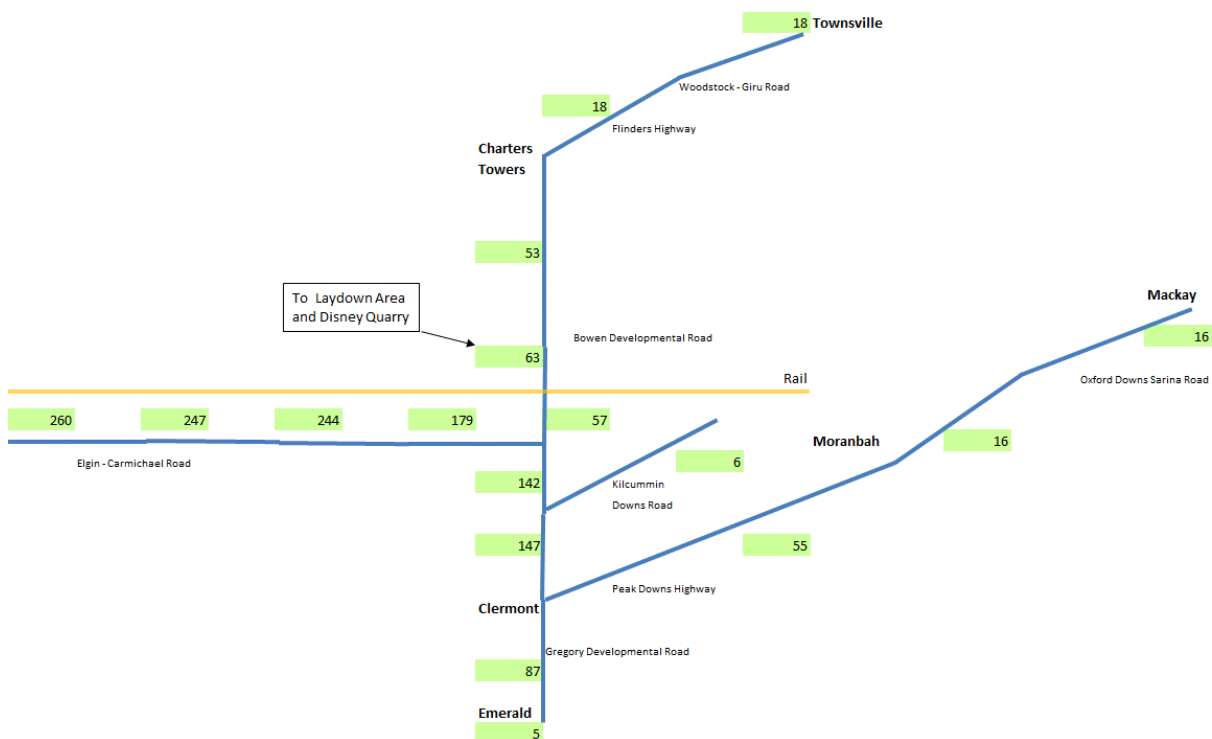 18 Townsville
Woodstock - Giru Road
18
Flinders Highway
Charters
Towers
53
To Laydown Area
and Disney Quarry
Mackay
Bowen Developmental Road
16
63
Rail
Oxford Downs Sarina Road
260
247
244
179
57
Moranbah
16
Elgin - Carmichael Road
6
142
Kilcummin
Downs Road
147
55
Peak Downs Highway
Clermont
Gregory Developmental Road
87
Emerald
5